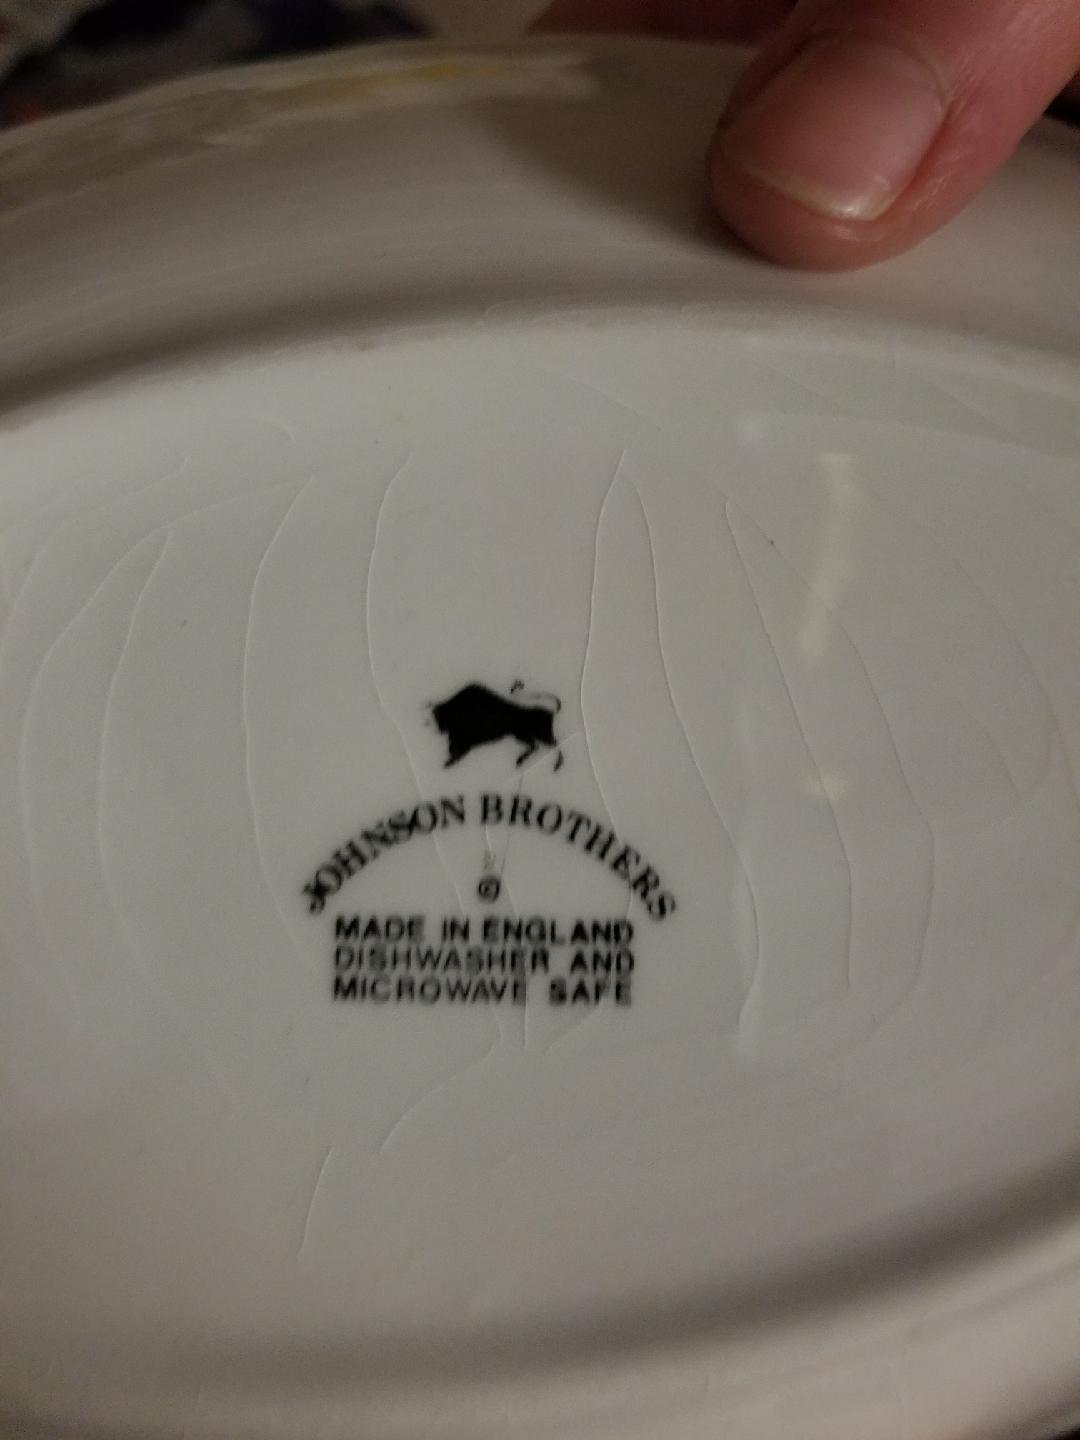 JOHNSON BROTHERS
©
MADE IN ENGLAND
DISHWASHER AND
MICROWAVE SAFE